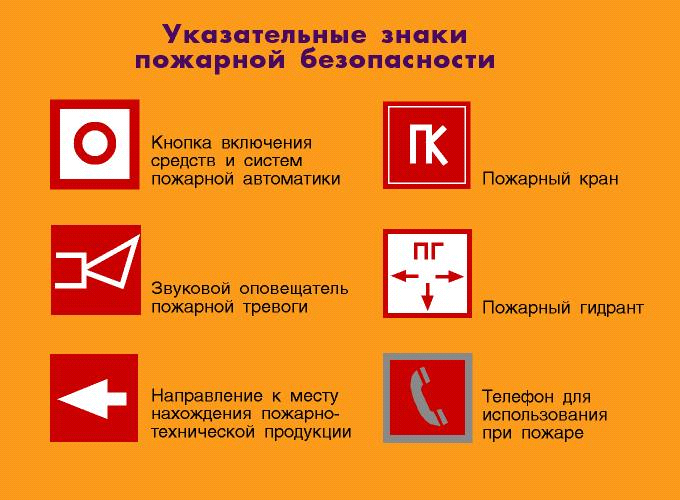 Указательные знаки
пожарной безопасности
Кнопка включения
средств и систем
пожарной автоматики
ПК
Пожарный кран
Звуковой оповещатель
пожарной тревоги
ПГ
Пожарный гидрант
Направление к месту
нахождения пожарно-
технической продукции
Телефон для
использования
при пожаре